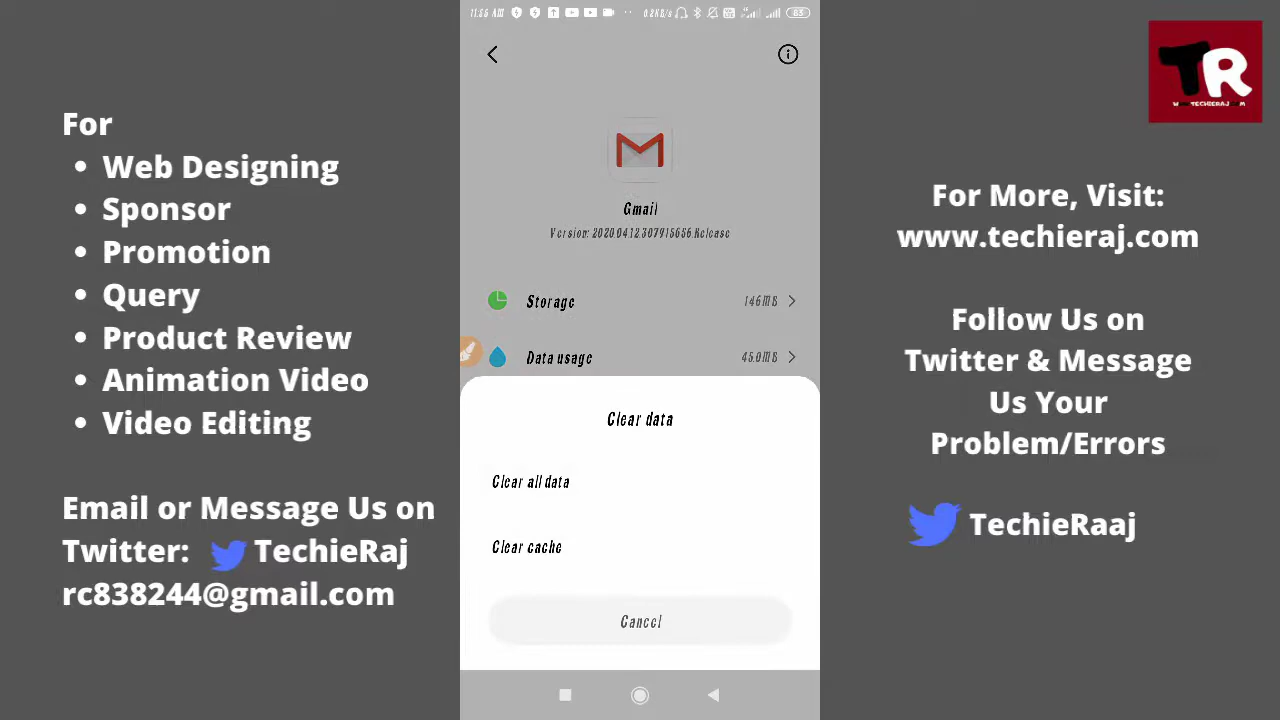 For
• Web Designing
• Sponsor
• Promotion
• Query
• Product Review
• Animation Video
• Video Editing
Email or Message Us on
Twitter: TechieRaj
rc838244@gmail.com
0.2KB/s
65
Gmail
Version: 2020.04.12.307915656.Release
Storage 146MB
Data usage 45.0MB
Clear data
Clear all data
Clear cache
Cancel
TR
For More, Visit:
www.techieraj.com
Follow Us on
Twitter & Message
Us Your
Problem/Errors
TechieRaaj